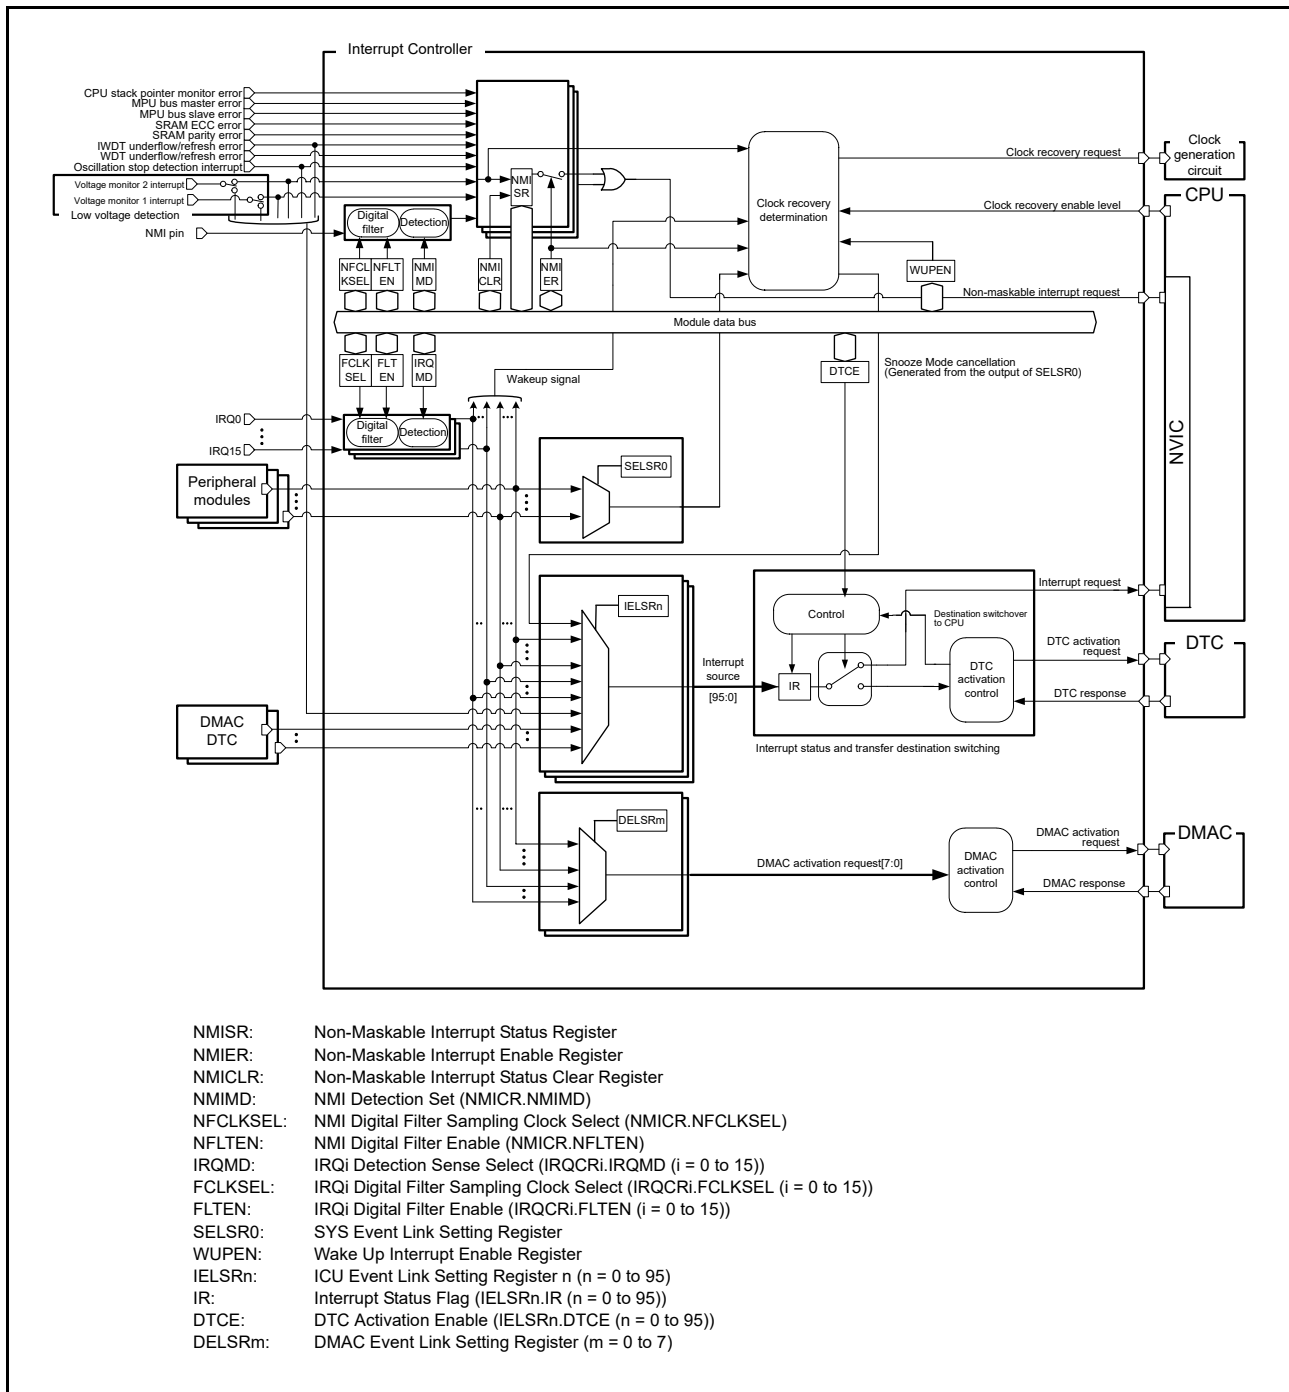 Interrupt Controller
CPU stack pointer monitor error
MPU bus master error
MPU bus slave error
SRAM ECC error
SRAM parity error
IWDT underflow/refresh error
WDT underflow/refresh error
Oscillation stop detection interrupt
Voltage monitor 2 interrupt
Voltage monitor 1 interrupt
Low voltage detection
NMI pin
Digital
filter
Detection
NFCL
KSEL
NFLT
EN
NMI
MD
NMI
CLR
NMI
SR
NMI
ER
Clock recovery
determination
Clock recovery request
Clock
generation
circuit
CPU
Clock recovery enable level
WUPEN
Non-maskable interrupt request
Module data bus
FCLK
SEL
FLT
EN
IRQ
MD
Wakeup signal
DTCE
Snooze Mode cancellation
(Generated from the output of SELSR0)
NVIC
IRQ0
IRQ15
Digital
filter
Detection
Peripheral
modules
SELSR0
IELSRn
Interrupt
source
[95:0]
Control
IR
Destination switchover
to CPU
DTC
activation
control
Interrupt request
DTC activation
request
DTC response
DTC
Interrupt status and transfer destination switching
DMAC
DTC
DELSRm
DMAC activation request[7:0]
DMAC
activation
control
DMAC activation
request
DMAC response
DMAC
NMISR: Non-Maskable Interrupt Status Register
NMIER: Non-Maskable Interrupt Enable Register
NMICLR: Non-Maskable Interrupt Status Clear Register
NMIMD: NMI Detection Set (NMICR.NMIMD)
NFCLKSEL: NMI Digital Filter Sampling Clock Select (NMICR.NFCLKSEL)
NFLTEN: NMI Digital Filter Enable (NMICR.NFLTEN)
IRQMD: IRQi Detection Sense Select (IRQCRi.IRQMD (i = 0 to 15))
FCLKSEL: IRQi Digital Filter Sampling Clock Select (IRQCRi.FCLKSEL (i = 0 to 15))
FLTEN: IRQi Digital Filter Enable (IRQCRi.FLTEN (i = 0 to 15))
SELSR0: SYS Event Link Setting Register
WUPEN: Wake Up Interrupt Enable Register
IELSRn: ICU Event Link Setting Register n (n = 0 to 95)
IR: Interrupt Status Flag (IELSRn.IR (n = 0 to 95))
DTCE: DTC Activation Enable (IELSRn.DTCE (n = 0 to 95))
DELSRm: DMAC Event Link Setting Register (m = 0 to 7)